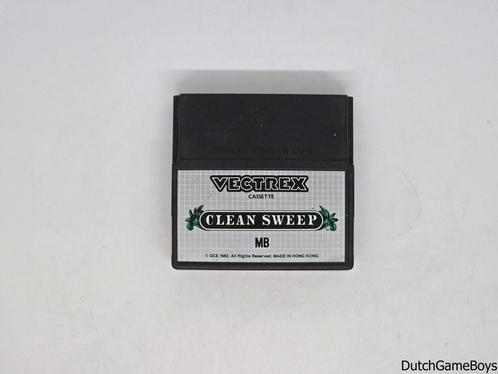 VECTREX
CASSETTE
CLEAN SWEEP
MB
© GCE 1982. All Rights Reserved. MADE IN HONG KONG
DutchGameBoys